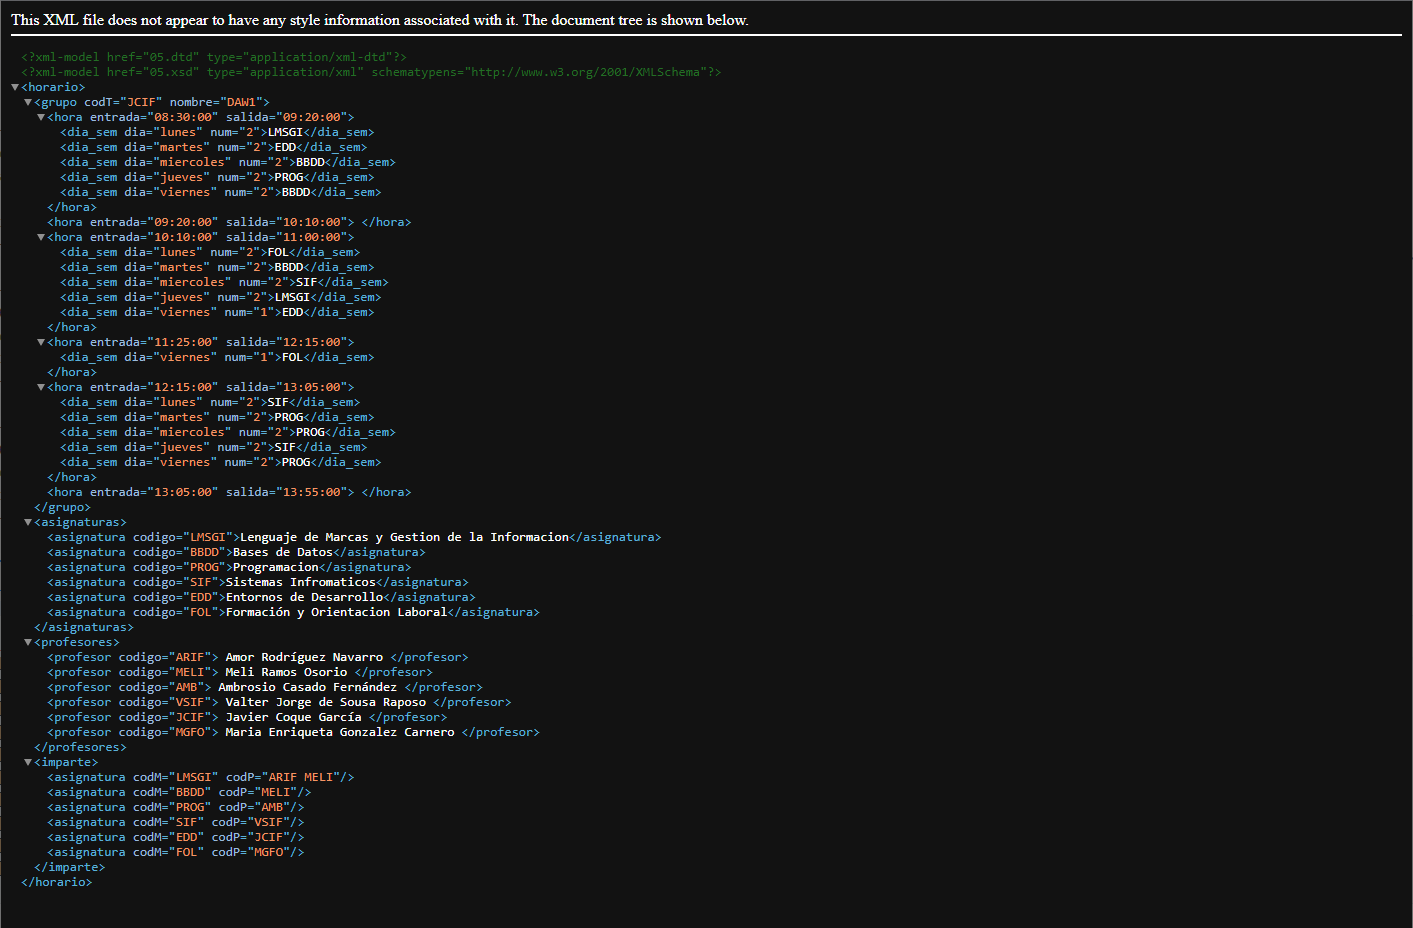 This XML file does not appear to have any style information associated with it. The document tree is shown below.
<?xml-model href="05.dtd" type="application/xml-dtd"?>
<?xml-model href="05.xsd" type="application/xml" schematypens="http://www.w3.org/2001/XMLSchema"?>
▼<horario>
▼<grupo codT="JCIF" nombre="DAW1">
▼<hora entrada="08:30:00" salida="09:20:00">
<dia_sem dia="lunes" num="2">LMSGI</dia_sem>
<dia_sem dia="martes" num="2">EDD</dia_sem>
<dia_sem dia="miercoles" num="2">BBDD</dia_sem>
<dia_sem dia="jueves" num="2">PROG</dia_sem>
<dia_sem dia="viernes" num="2">BBDD</dia_sem>
</hora>
<hora entrada="09:20:00" salida="10:10:00"> </hora>
▼<hora entrada="10:10:00" salida="11:00:00">
<dia_sem dia="lunes" num="2">FOL</dia_sem>
<dia_sem dia="martes" num="2">BBDD</dia_sem>
<dia_sem dia="miercoles" num="2">SIF</dia_sem>
<dia_sem dia="jueves" num="2">LMSGI</dia_sem>
<dia_sem dia="viernes" num="1">EDD</dia_sem>
</hora>
▼<hora entrada="11:25:00" salida="12:15:00">
<dia_sem dia="viernes" num="1">FOL</dia_sem>
</hora>
▼<hora entrada="12:15:00" salida="13:05:00">
<dia_sem dia="lunes" num="2">SIF</dia_sem>
<dia_sem dia="martes" num="2">PROG</dia_sem>
<dia_sem dia="miercoles" num="2">PROG</dia_sem>
<dia_sem dia="jueves" num="2">SIF</dia_sem>
<dia_sem dia="viernes" num="2">PROG</dia_sem>
</hora>
<hora entrada="13:05:00" salida="13:55:00"> </hora>
</grupo>
▼<asignaturas>
<asignatura codigo="LMSGI">Lenguaje de Marcas y Gestion de la Informacion</asignatura>
<asignatura codigo="BBDD">Bases de Datos</asignatura>
<asignatura codigo="PROG">Programacion</asignatura>
<asignatura codigo="SIF">Sistemas Infromaticos</asignatura>
<asignatura codigo="EDD">Entornos de Desarrollo</asignatura>
<asignatura codigo="FOL">Formación y Orientacion Laboral</asignatura>
</asignaturas>
▼<profesores>
<profesor codigo="ARIF"> Amor Rodríguez Navarro </profesor>
<profesor codigo="MELI"> Meli Ramos Osorio </profesor>
<profesor codigo="AMB"> Ambrosio Casado Fernández </profesor>
<profesor codigo="VSIF"> Valter Jorge de Sousa Raposo </profesor>
<profesor codigo="JCIF"> Javier Coque García </profesor>
<profesor codigo="MGFO"> Maria Enriqueta Gonzalez Carnero </profesor>
</profesores>
▼<imparte>
<asignatura codM="LMSGI" codP="ARIF MELI"/>
<asignatura codM="BBDD" codP="MELI"/>
<asignatura codM="PROG" codP="AMB"/>
<asignatura codM="SIF" codP="VSIF"/>
<asignatura codM="EDD" codP="JCIF"/>
<asignatura codM="FOL" codP="MGFO"/>
</imparte>
</horario>